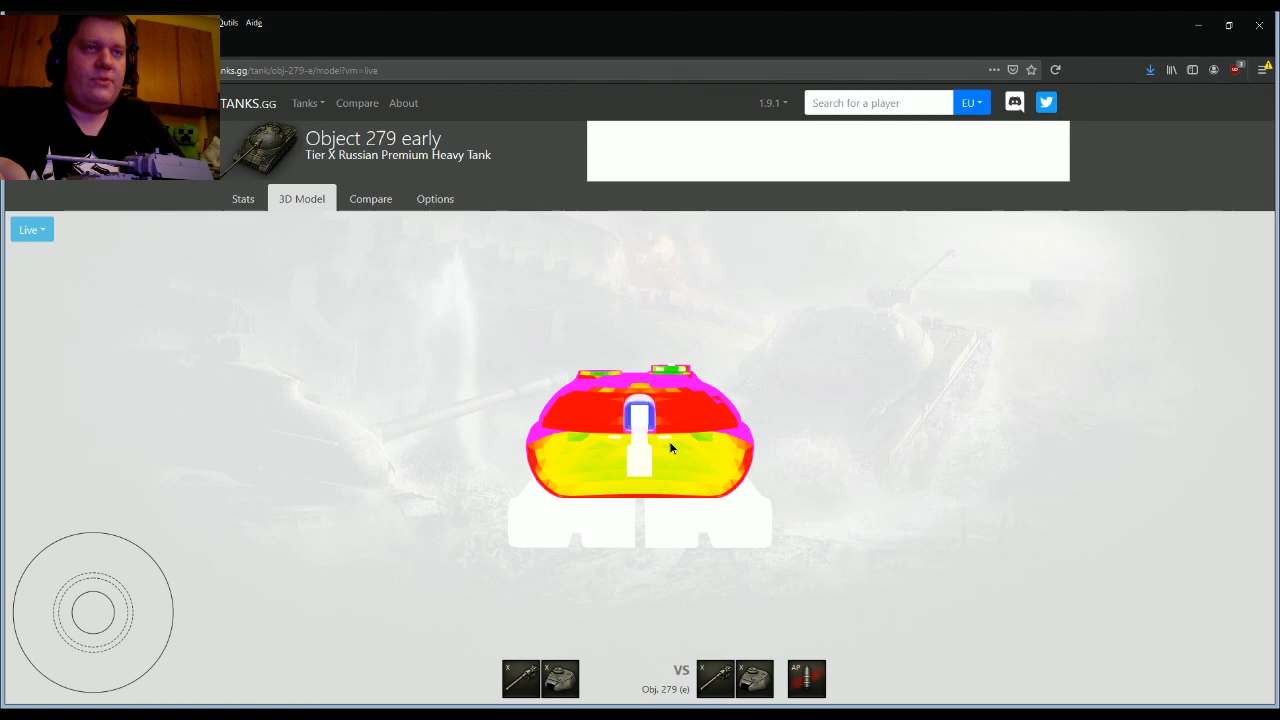 Outils Aide
nks.gg/tank/obj-279-e/model?vm=live
TANKS.GG Tanks Compare About 1.9.1 Search for a player EU
Object 279 early
Tier X Russian Premium Heavy Tank
Stats 3D Model Compare Options
Live
X X VS X X AP
Obj. 279 (e)